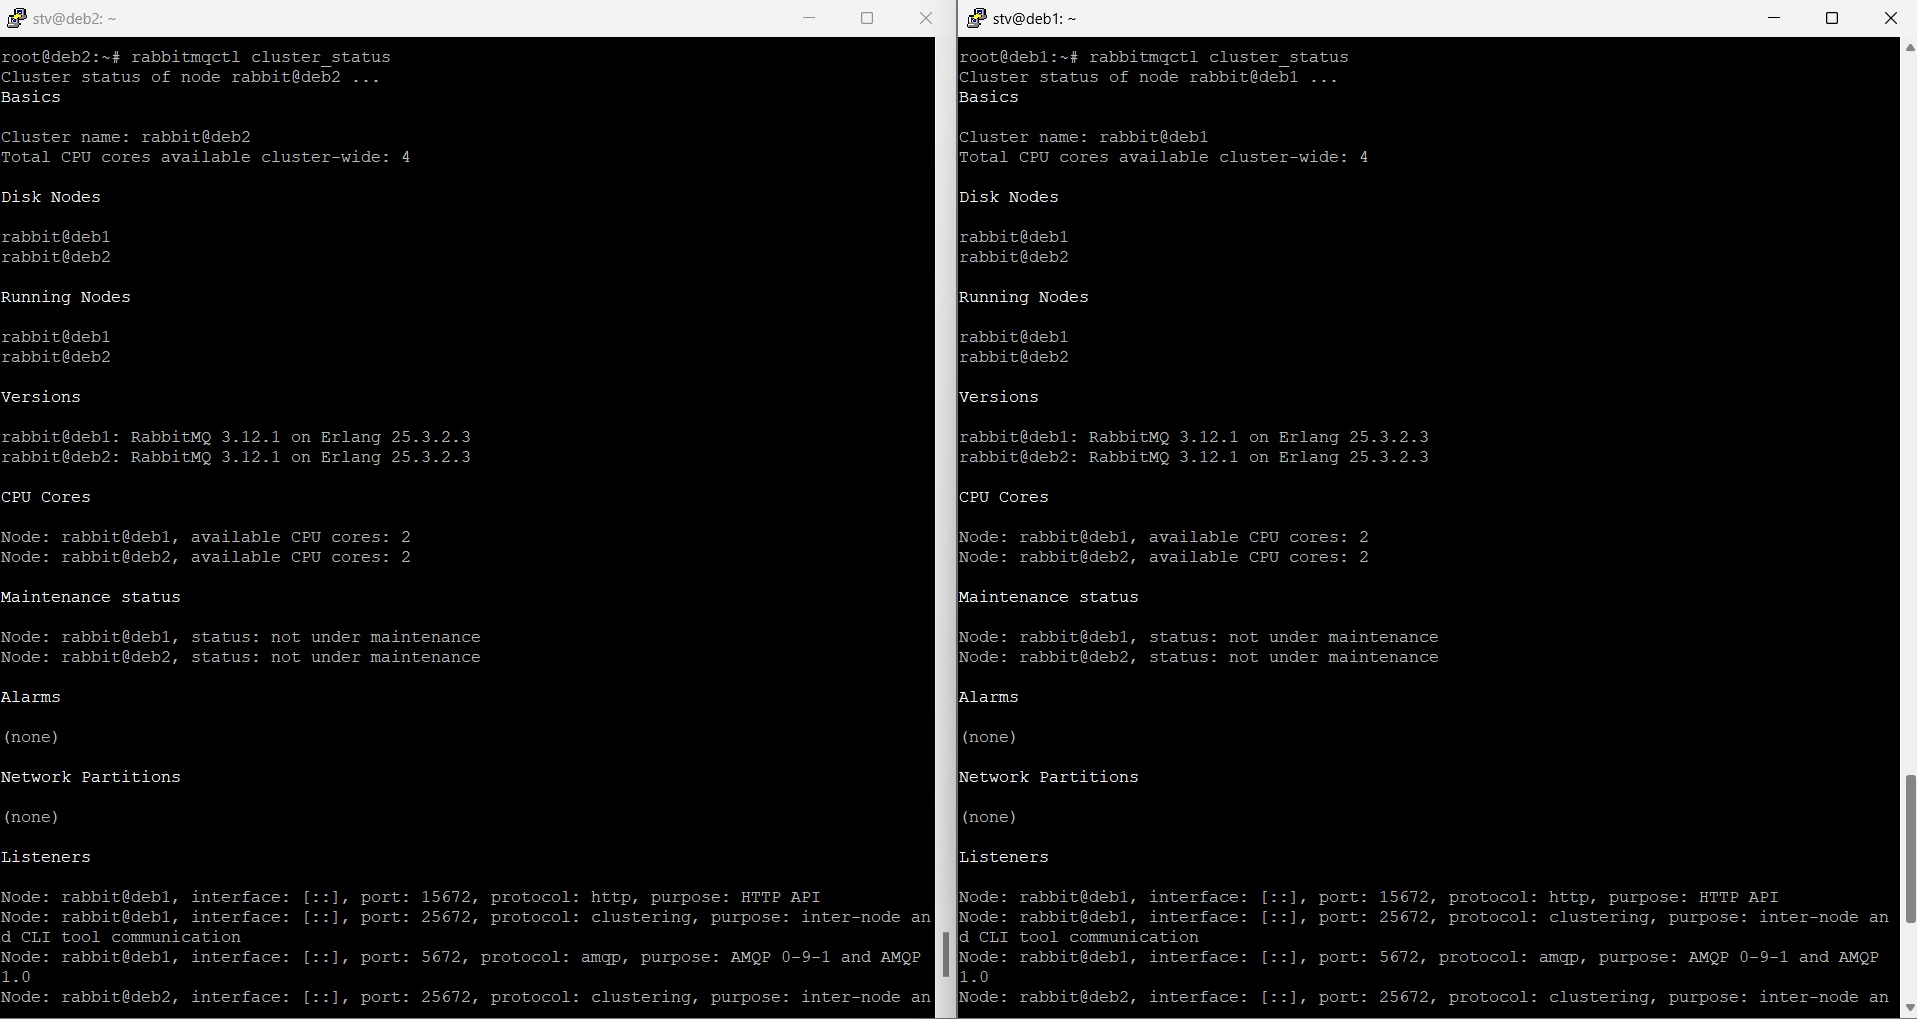 stv@deb2: ~
root@deb2:~# rabbitmqctl cluster_status
Cluster status of node rabbit@deb2 ...
Basics
Cluster name: rabbit@deb2
Total CPU cores available cluster-wide: 4
Disk Nodes
rabbit@deb1
rabbit@deb2
Running Nodes
rabbit@deb1
rabbit@deb2
Versions
rabbit@deb1: RabbitMQ 3.12.1 on Erlang 25.3.2.3
rabbit@deb2: RabbitMQ 3.12.1 on Erlang 25.3.2.3
CPU Cores
Node: rabbit@deb1, available CPU cores: 2
Node: rabbit@deb2, available CPU cores: 2
Maintenance status
Node: rabbit@deb1, status: not under maintenance
Node: rabbit@deb2, status: not under maintenance
Alarms
(none)
Network Partitions
(none)
Listeners
Node: rabbit@deb1, interface: [::], port: 15672, protocol: http, purpose: HTTP API
Node: rabbit@deb1, interface: [::], port: 25672, protocol: clustering, purpose: inter-node an
d CLI tool communication
Node: rabbit@deb1, interface: [::], port: 5672, protocol: amqp, purpose: AMQP 0-9-1 and AMQP
1.0
Node: rabbit@deb2, interface: [::], port: 25672, protocol: clustering, purpose: inter-node an
stv@deb1: ~
root@deb1:~# rabbitmqctl cluster_status
Cluster status of node rabbit@deb1 ...
Basics
Cluster name: rabbit@deb1
Total CPU cores available cluster-wide: 4
Disk Nodes
rabbit@deb1
rabbit@deb2
Running Nodes
rabbit@deb1
rabbit@deb2
Versions
rabbit@deb1: RabbitMQ 3.12.1 on Erlang 25.3.2.3
rabbit@deb2: RabbitMQ 3.12.1 on Erlang 25.3.2.3
CPU Cores
Node: rabbit@deb1, available CPU cores: 2
Node: rabbit@deb2, available CPU cores: 2
Maintenance status
Node: rabbit@deb1, status: not under maintenance
Node: rabbit@deb2, status: not under maintenance
Alarms
(none)
Network Partitions
(none)
Listeners
Node: rabbit@deb1, interface: [::], port: 15672, protocol: http, purpose: HTTP API
Node: rabbit@deb1, interface: [::], port: 25672, protocol: clustering, purpose: inter-node an
d CLI tool communication
Node: rabbit@deb1, interface: [::], port: 5672, protocol: amqp, purpose: AMQP 0-9-1 and AMQP
1.0
Node: rabbit@deb2, interface: [::], port: 25672, protocol: clustering, purpose: inter-node an